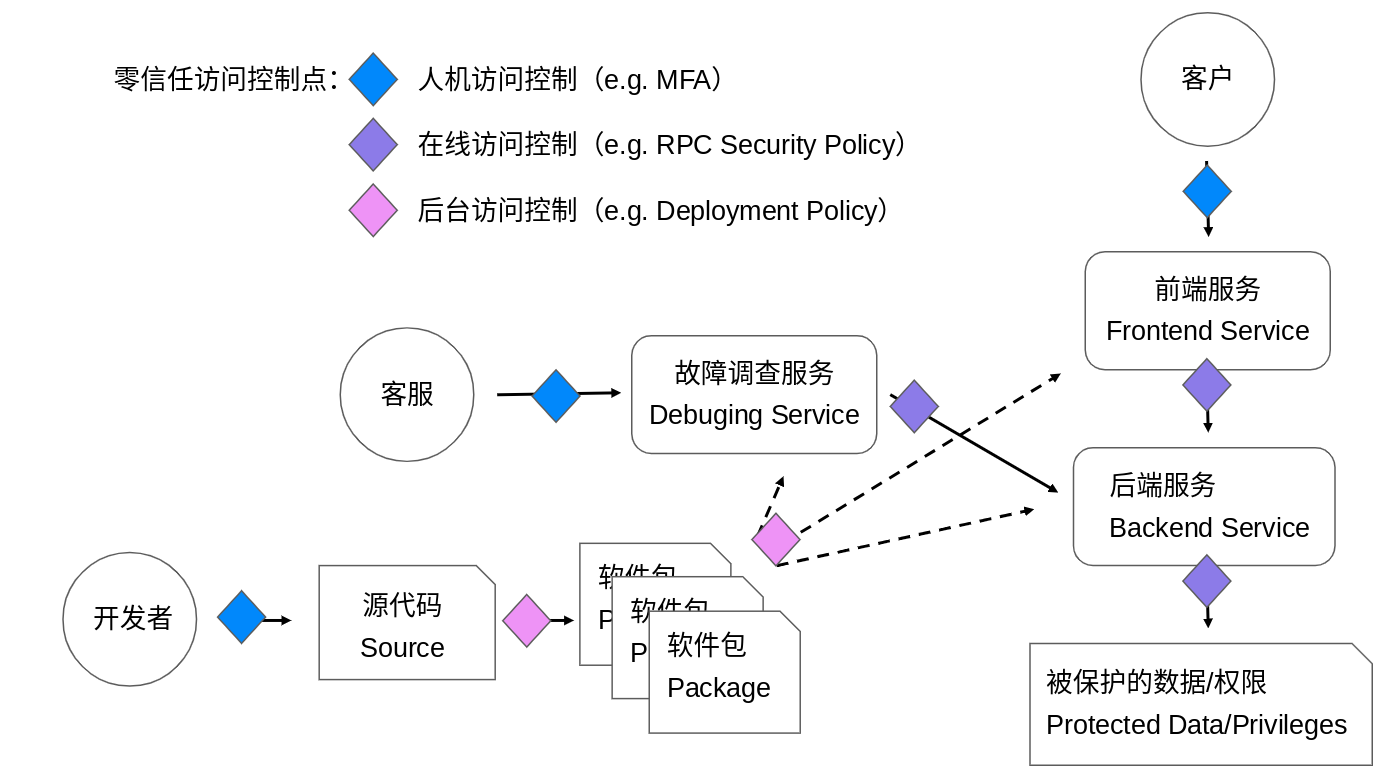 零信任访问控制点：
人机访问控制（e.g. MFA）
在线访问控制（e.g. RPC Security Policy）
后台访问控制（e.g. Deployment Policy）
客户
前端服务
Frontend Service
客服
故障调查服务
Debuging Service
后端服务
Backend Service
开发者
源代码
Source
软件包
P
软件包
P
软件包
Package
被保护的数据/权限
Protected Data/Privileges